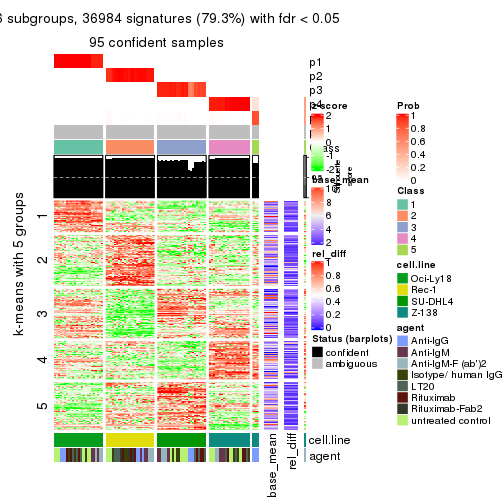 6 subgroups, 36984 signatures (79.3%) with fdr < 0.05
95 confident samples
p1
p2
p3
p4
z-score
2
1
0
-1
-2
Silhouette
score
base_mean
10
8
6
4
2
rel_diff
1
0.8
0.6
0.4
0.2
0
Status (barplots)
confident
ambiguous
Prob
1
0.8
0.6
0.4
0.2
0
Class
1
2
3
4
5
cell.line
Oci-Ly18
Rec-1
SU-DHL4
Z-138
agent
Anti-IgG
Anti-IgM
Anti-IgM-F (ab')2
Isotype/ human IgG
LT20
Rituximab
Rituximab-Fab2
untreated control
k-means with 5 groups
1
2
3
4
5
cell.line
agent
base_mean
rel_diff